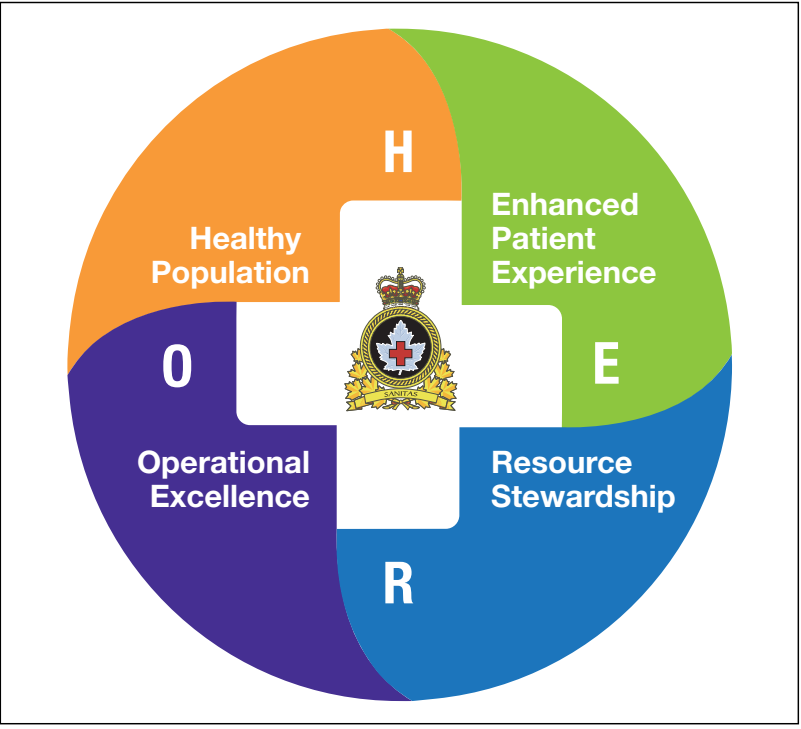 H
Healthy
Population
Enhanced
Patient
Experience
E
O
SANITAS
Operational
Excellence
Resource
Stewardship
R